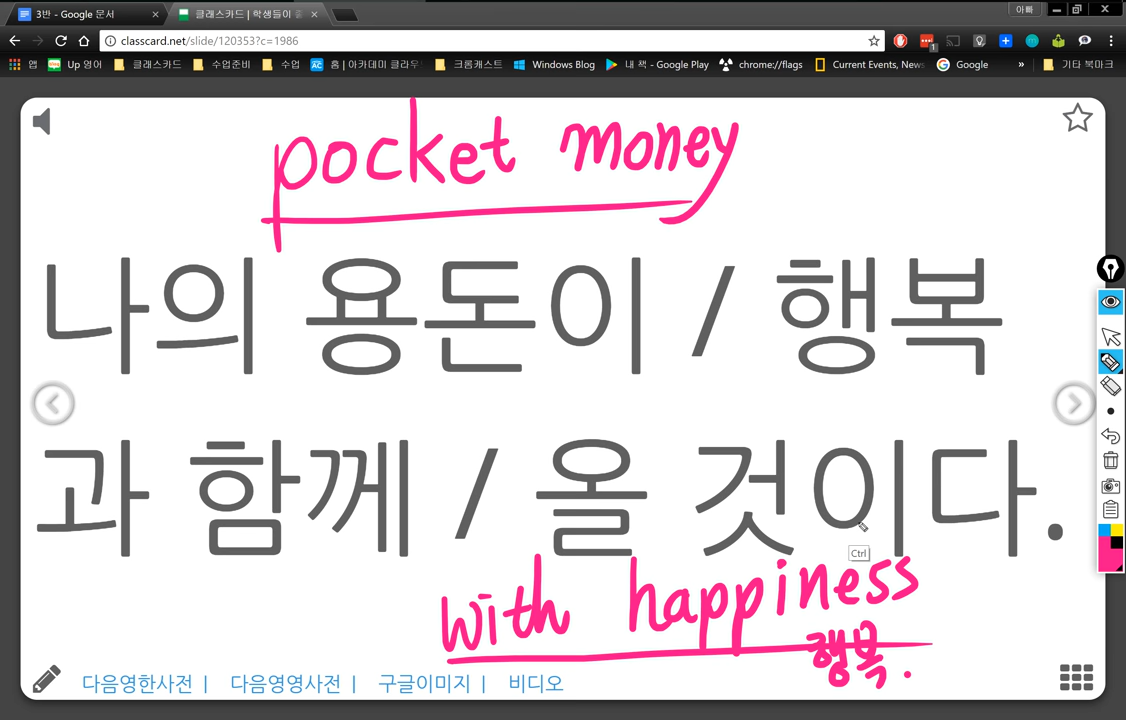 3반 - Google 문서
클래스카드 | 학생들이 좋
아빠
classcard.net/slide/120353?c=1986
1
앱 Up 영어 클래스카드 수업준비 수업 홈 | 아카데미 클라우 크롬캐스트 Windows Blog 내 책 - Google Play chrome://flags Current Events, News Google » 기타 북마크
pocket money
나의 용돈이 / 행복
과 함께 / 올 것이다.
Ctrl
with happiness
행복.
다음영한사전 | 다음영영사전 | 구글이미지 | 비디오